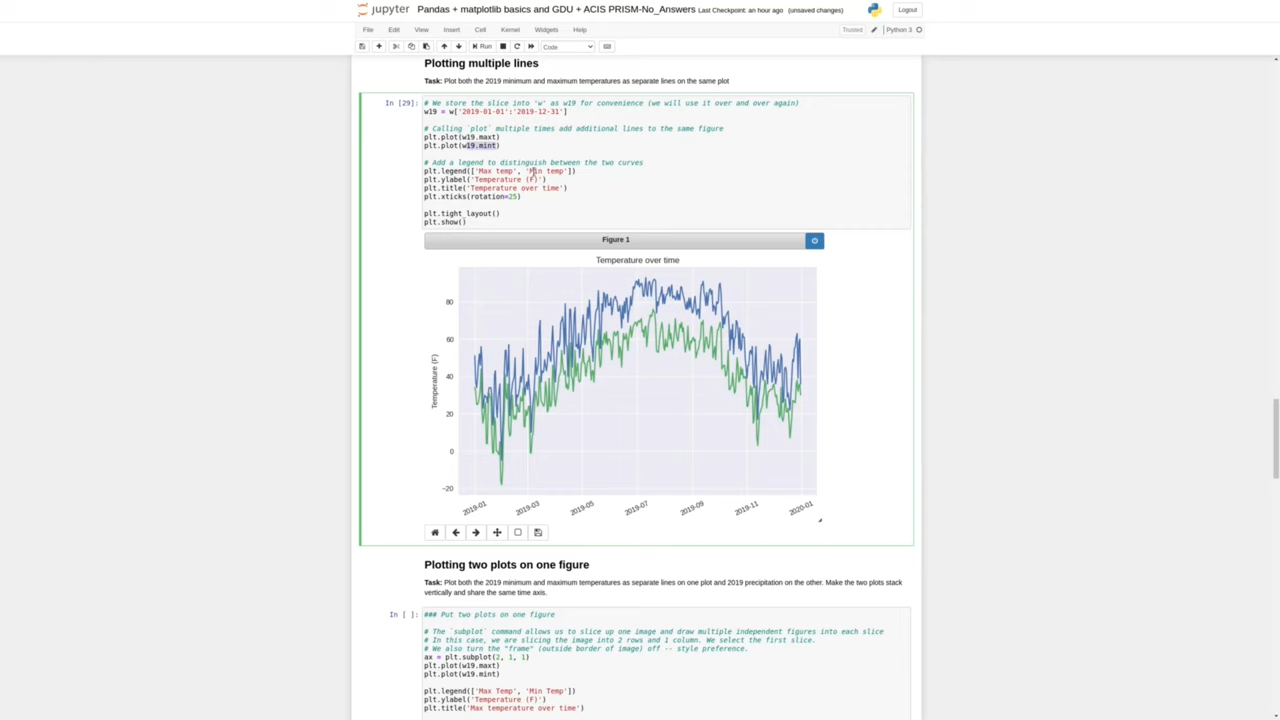 jupyter Pandas + matplotlib basics and GDU + ACIS PRISM-No_Answers Last Checkpoint: an hour ago (unsaved changes) Logout
File Edit View Insert Cell Kernel Widgets Help Trusted Python 3
Run Code
Plotting multiple lines
Task: Plot both the 2019 minimum and maximum temperatures as separate lines on the same plot
In [29]: # We store the slice into 'w' as w19 for convenience (we will use it over and over again)
w19 = w['2019-01-01':'2019-12-31']
# Calling `plot` multiple times add additional lines to the same figure
plt.plot(w19.maxt)
plt.plot(w19.mint)
# Add a legend to distinguish between the two curves
plt.legend(['Max temp', 'Min temp'])
plt.ylabel('Temperature (F)')
plt.title('Temperature over time')
plt.xticks(rotation=25)
plt.tight_layout()
plt.show()
Figure 1
Temperature over time
80
60
40
20
0
−20
Temperature (F)
2019-01 2019-03 2019-05 2019-07 2019-09 2019-11 2020-01
Plotting two plots on one figure
Task: Plot both the 2019 minimum and maximum temperatures as separate lines on one plot and 2019 precipitation on the other. Make the two plots stack
vertically and share the same time axis.
In [ ]: ### Put two plots on one figure
# The `subplot` command allows us to slice up one image and draw multiple independent figures into each slice
# In this case, we are slicing the image into 2 rows and 1 column. We select the first slice.
# We also turn the "frame" (outside border of image) off -- style preference.
ax = plt.subplot(2, 1, 1)
plt.plot(w19.maxt)
plt.plot(w19.mint)
plt.legend(['Max Temp', 'Min Temp'])
plt.ylabel('Temperature (F)')
plt.title('Max temperature over time')